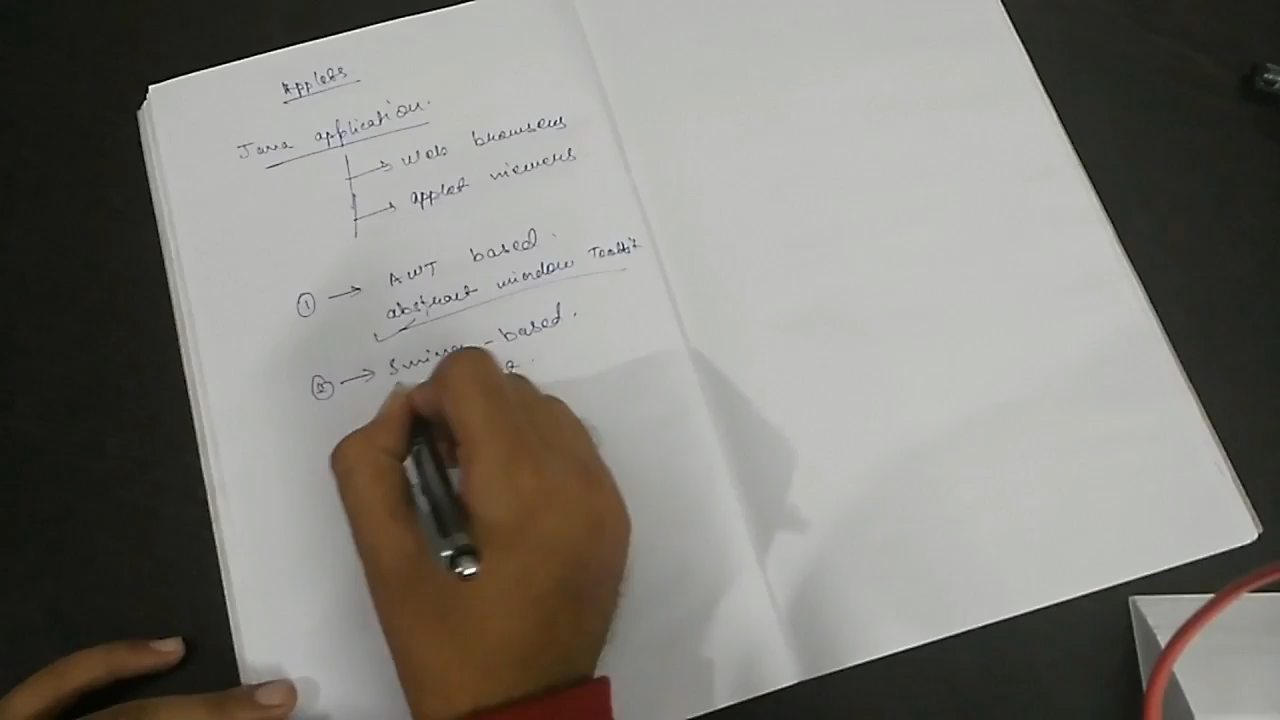 Applets
Java application.
→ Web browsers
→ applet viewers
① → AWT based.
abstract window Toolkit
② → Swing - based.